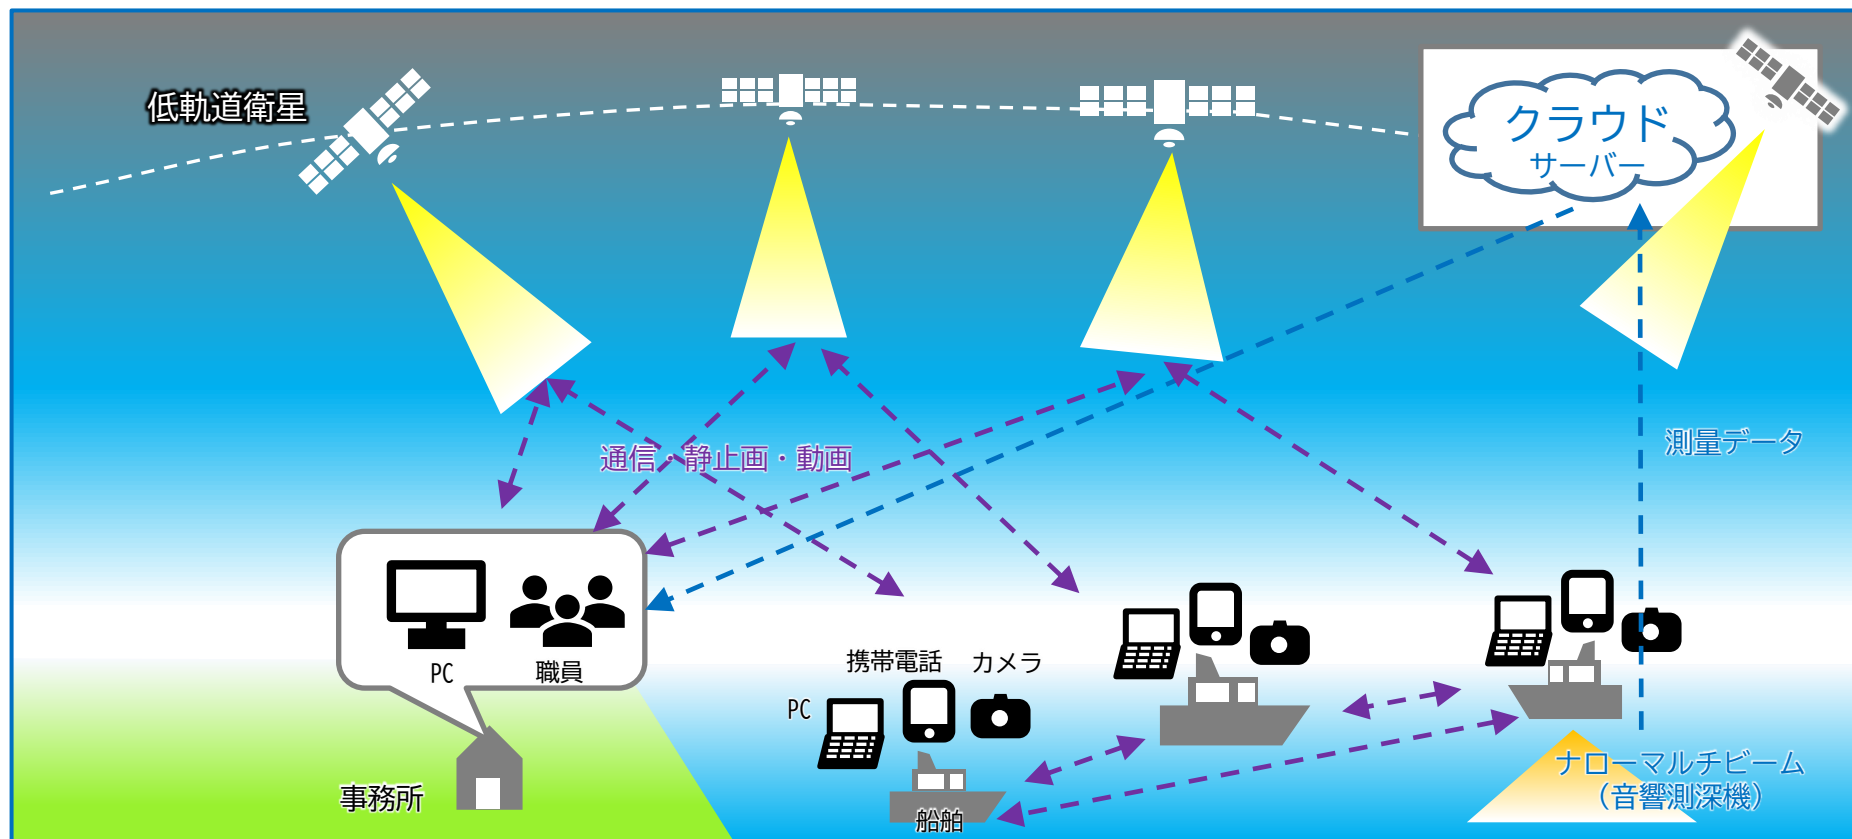 低軌道衛星
クラウド
サーバー
通信・静止画・動画
測量データ
PC
職員
携帯電話
カメラ
PC
事務所
船舶
ナローマルチビーム
（音響測深機）